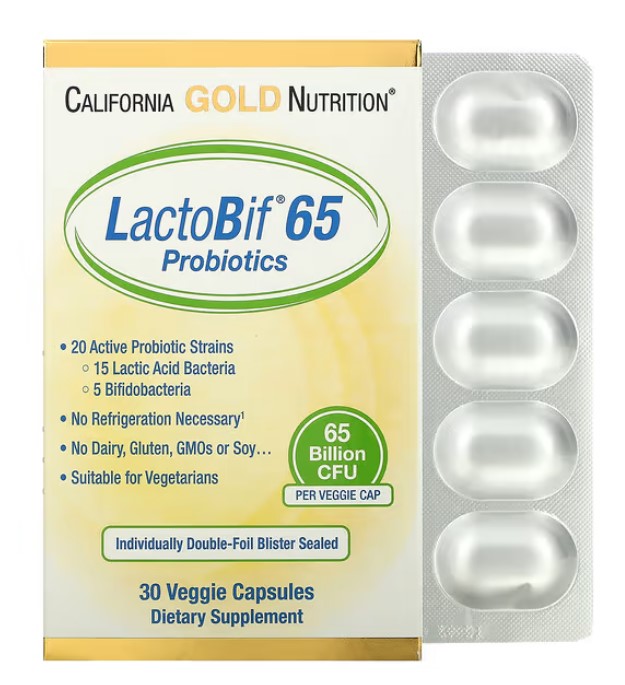 CALIFORNIA GOLD NUTRITION®
LactoBif® 65
Probiotics
• 20 Active Probiotic Strains
○ 15 Lactic Acid Bacteria
○ 5 Bifidobacteria
• No Refrigeration Necessary¹
• No Dairy, Gluten, GMOs or Soy…
• Suitable for Vegetarians
65
Billion
CFU
PER VEGGIE CAP
Individually Double-Foil Blister Sealed
30 Veggie Capsules
Dietary Supplement